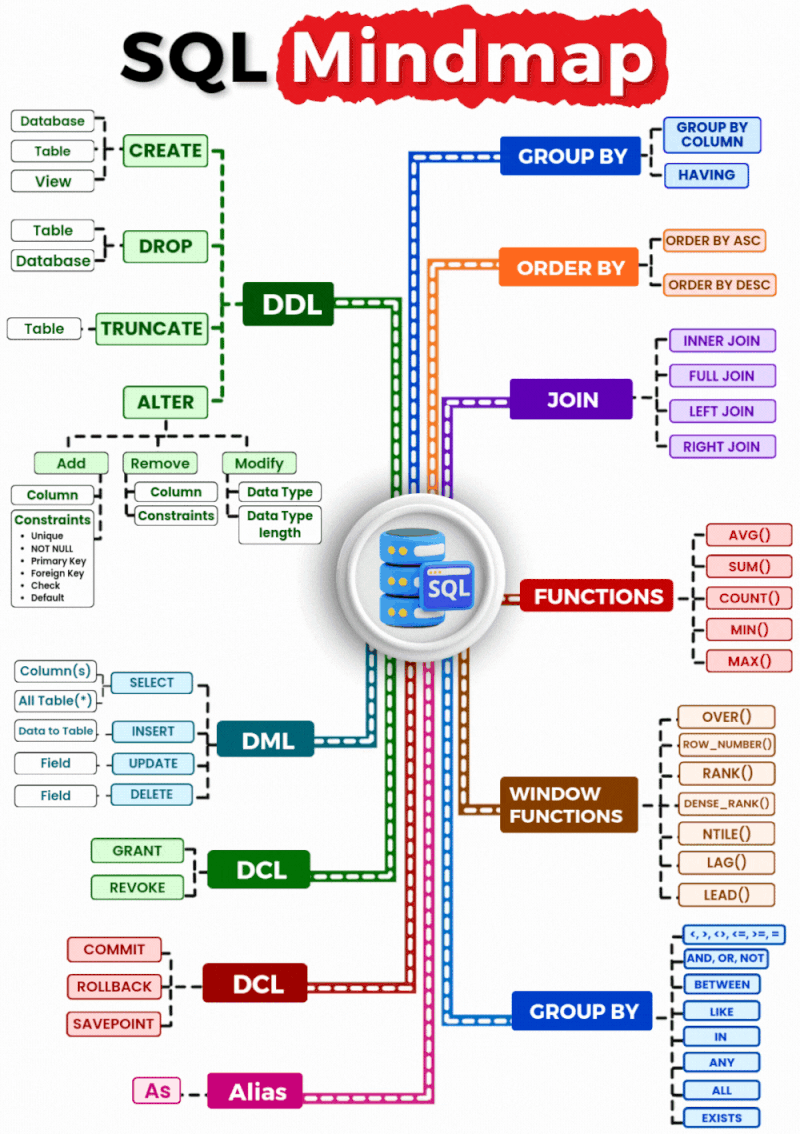 SQL Mindmap
Database
Table
View
CREATE
Table
Database
DROP
Table
TRUNCATE
ALTER
Add
Column
Constraints
• Unique
• NOT NULL
• Primary Key
• Foreign Key
• Check
• Default
Remove
Column
Constraints
Modify
Data Type
Data Type
length
DDL
Column(s)
All Table(*)
SELECT
Data to Table
INSERT
Field
UPDATE
Field
DELETE
DML
GRANT
REVOKE
DCL
COMMIT
ROLLBACK
SAVEPOINT
DCL
As
Alias
SQL
GROUP BY
GROUP BY
COLUMN
HAVING
ORDER BY
ORDER BY ASC
ORDER BY DESC
JOIN
INNER JOIN
FULL JOIN
LEFT JOIN
RIGHT JOIN
FUNCTIONS
AVG()
SUM()
COUNT()
MIN()
MAX()
WINDOW
FUNCTIONS
OVER()
ROW_NUMBER()
RANK()
DENSE_RANK()
NTILE()
LAG()
LEAD()
GROUP BY
<, >, <>, <=, >=, =
AND, OR, NOT
BETWEEN
LIKE
IN
ANY
ALL
EXISTS